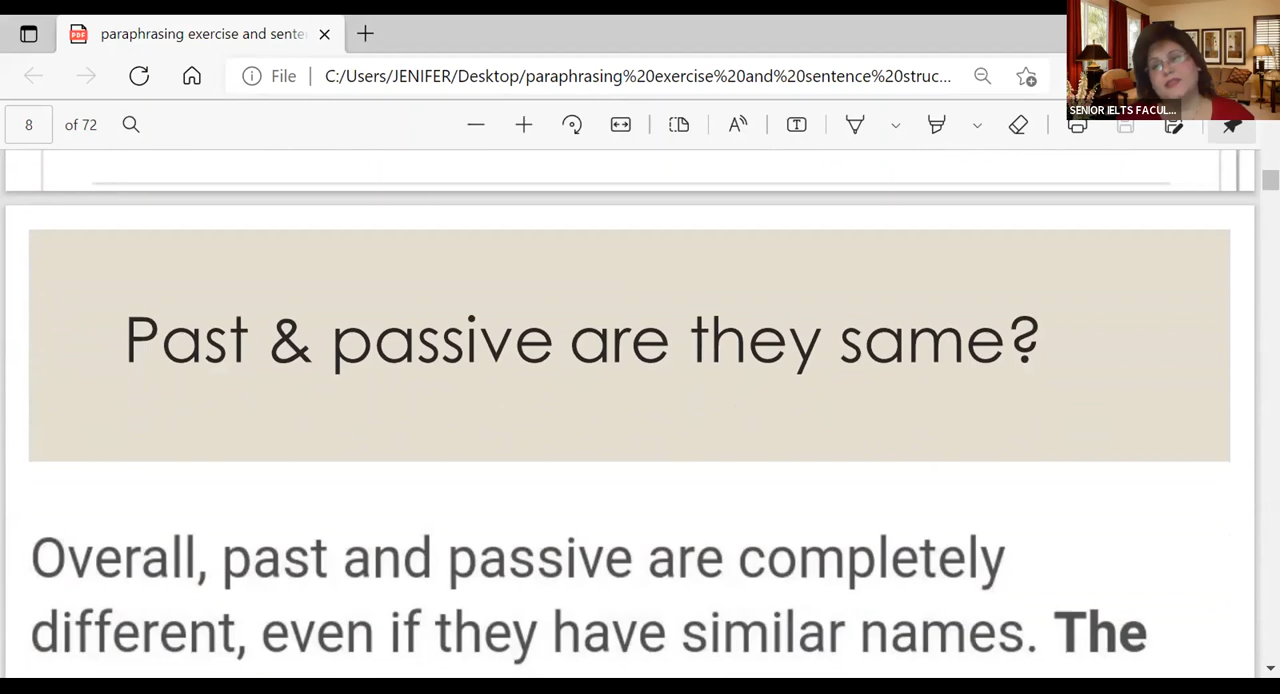 paraphrasing exercise and sente
File
C:/Users/JENIFER/Desktop/paraphrasing%20exercise%20and%20sentence%20struc...
SENIOR IELTS FACUL...
8 of 72
Past & passive are they same?
Overall, past and passive are completely
different, even if they have similar names. The